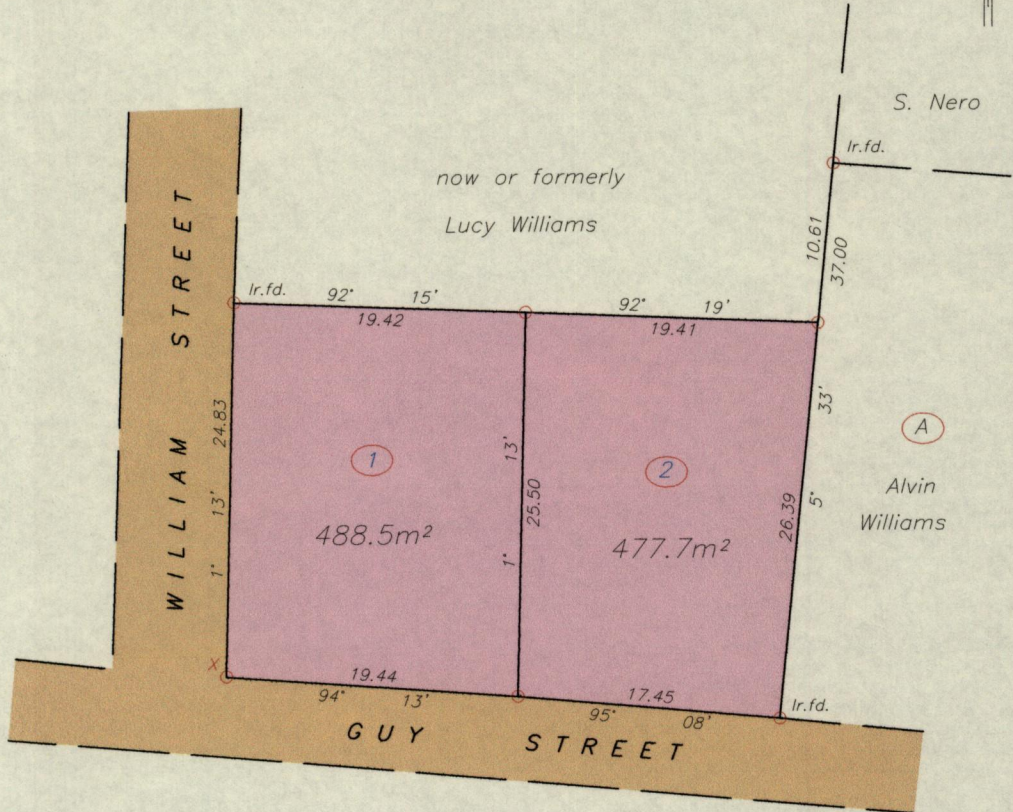 S. Nero
Ir.fd.
now or formerly
Lucy Williams
10.61
37.00
Ir.fd.
92° 15'
19.42
92° 19'
19.41
WILLIAM STREET
24.83
1° 13'
1
488.5m²
1° 13'
25.50
2
477.7m²
33'
5°
26.39
A
Alvin
Williams
X
19.44
94° 13'
17.45
95° 08'
Ir.fd.
GUY STREET